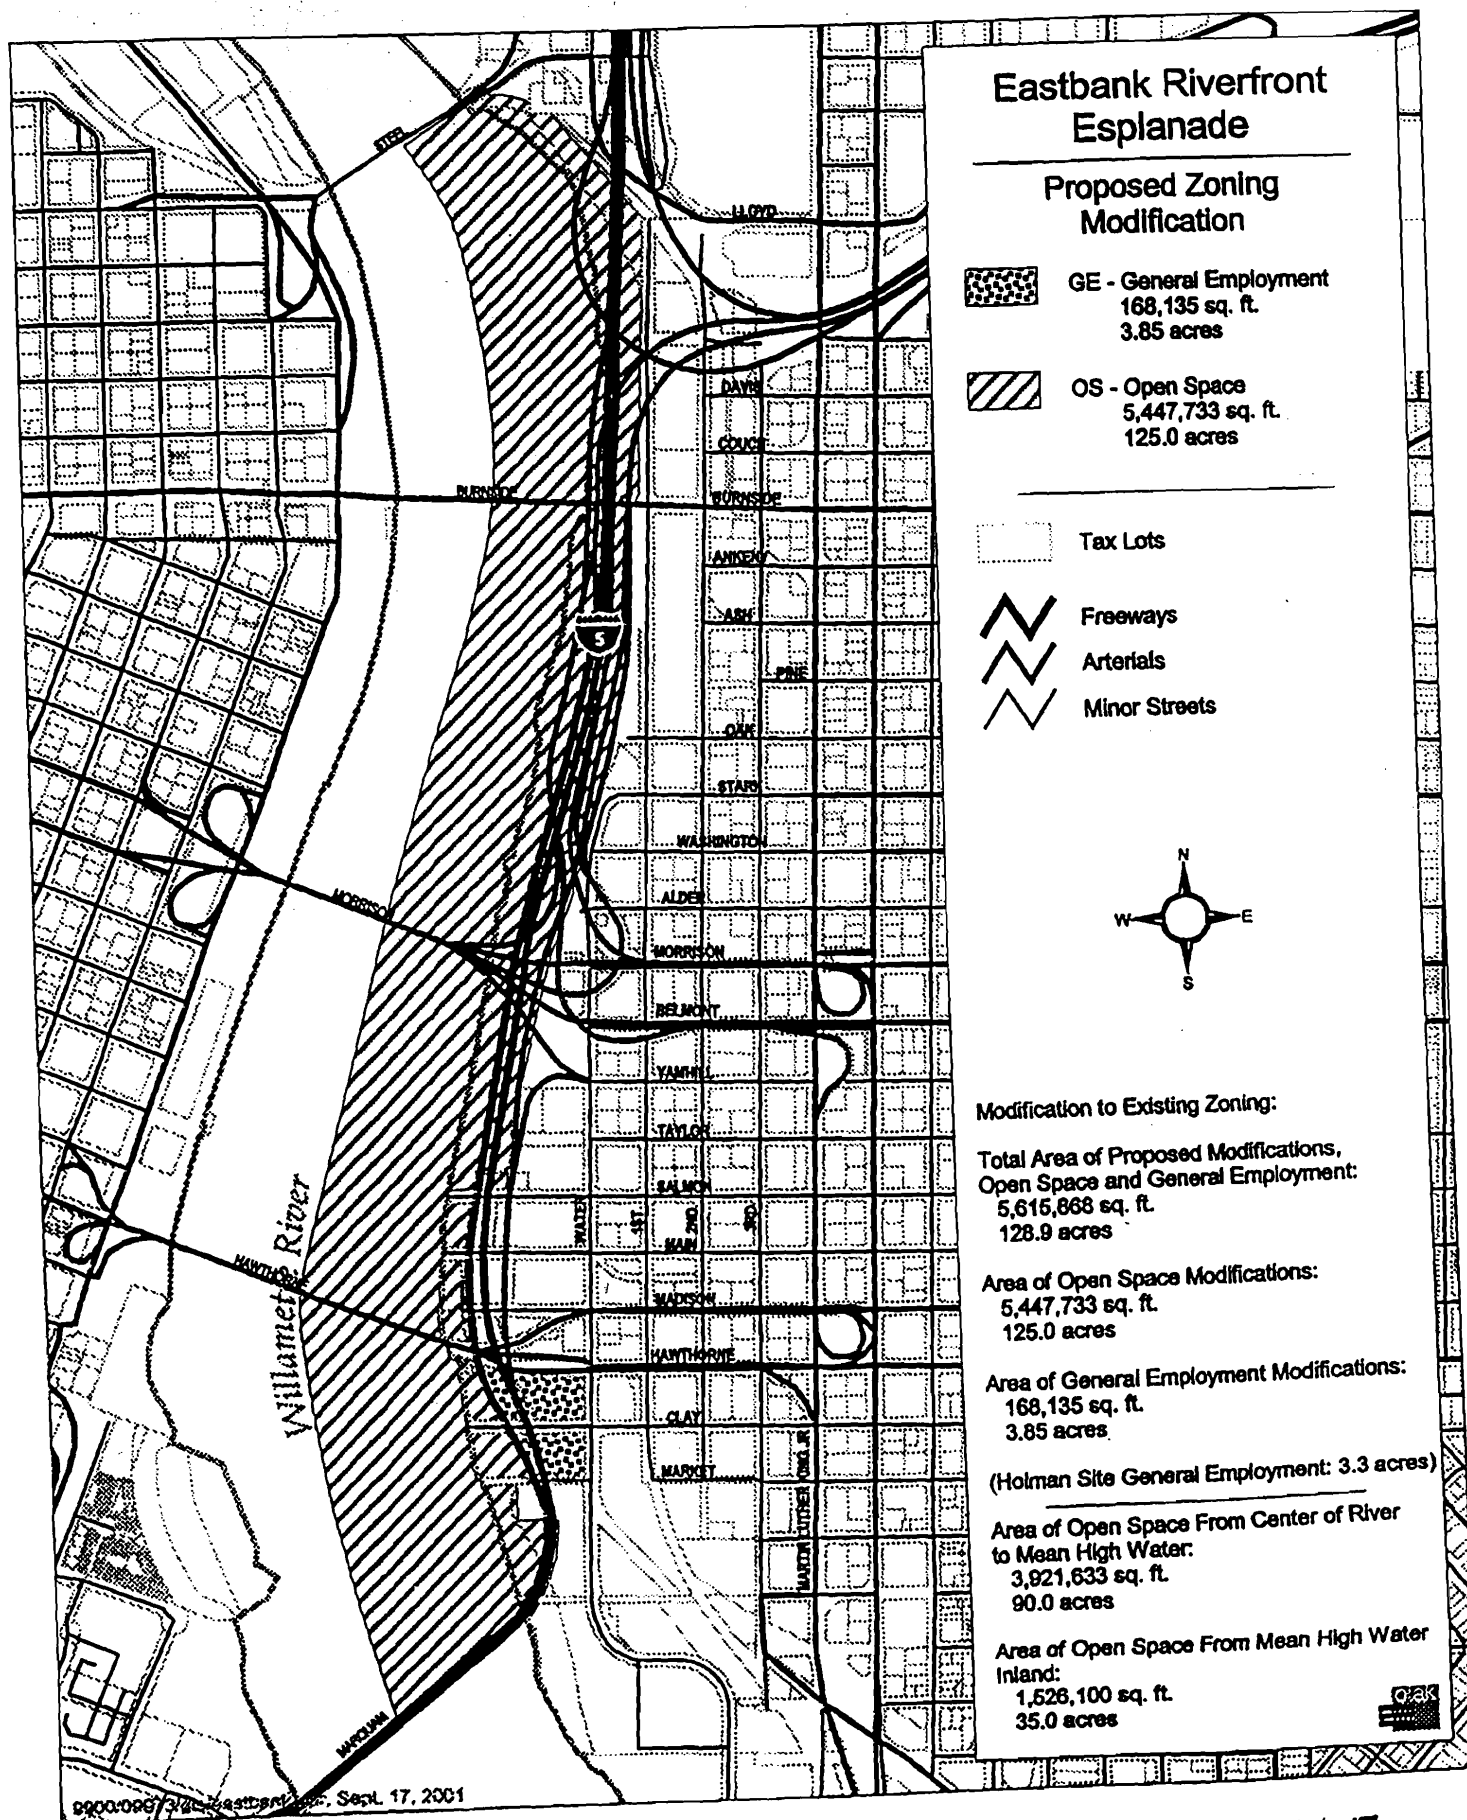 Eastbank Riverfront
Esplanade
Proposed Zoning
Modification
GE - General Employment
168,135 sq. ft.
3.85 acres
OS - Open Space
5,447,733 sq. ft.
125.0 acres
Tax Lots
Freeways
Arterials
Minor Streets
N
W
E
S
Modification to Existing Zoning:
Total Area of Proposed Modifications,
Open Space and General Employment:
5,615,868 sq. ft.
128.9 acres
Area of Open Space Modifications:
5,447,733 sq. ft.
125.0 acres
Area of General Employment Modifications:
168,135 sq. ft.
3.85 acres
(Holman Site General Employment: 3.3 acres)
Area of Open Space From Center of River
to Mean High Water:
3,921,633 sq. ft.
90.0 acres
Area of Open Space From Mean High Water
Inland:
1,526,100 sq. ft.
35.0 acres
STEEL
LLOYD
DAVIS
COUCH
BURNSIDE
BURNSIDE
ANKENY
ASH
5
PINE
OAK
STARK
WASHINGTON
ALDER
MORRISON
MORRISON
BELMONT
YAMHILL
TAYLOR
SALMON
WATER
1ST
2ND
3RD
MAIN
Willamette River
HAWTHORNE
MADISON
HAWTHORNE
CLAY
MARKET
MARTIN LUTHER KING JR
MARQUAM
Sept. 17, 2001